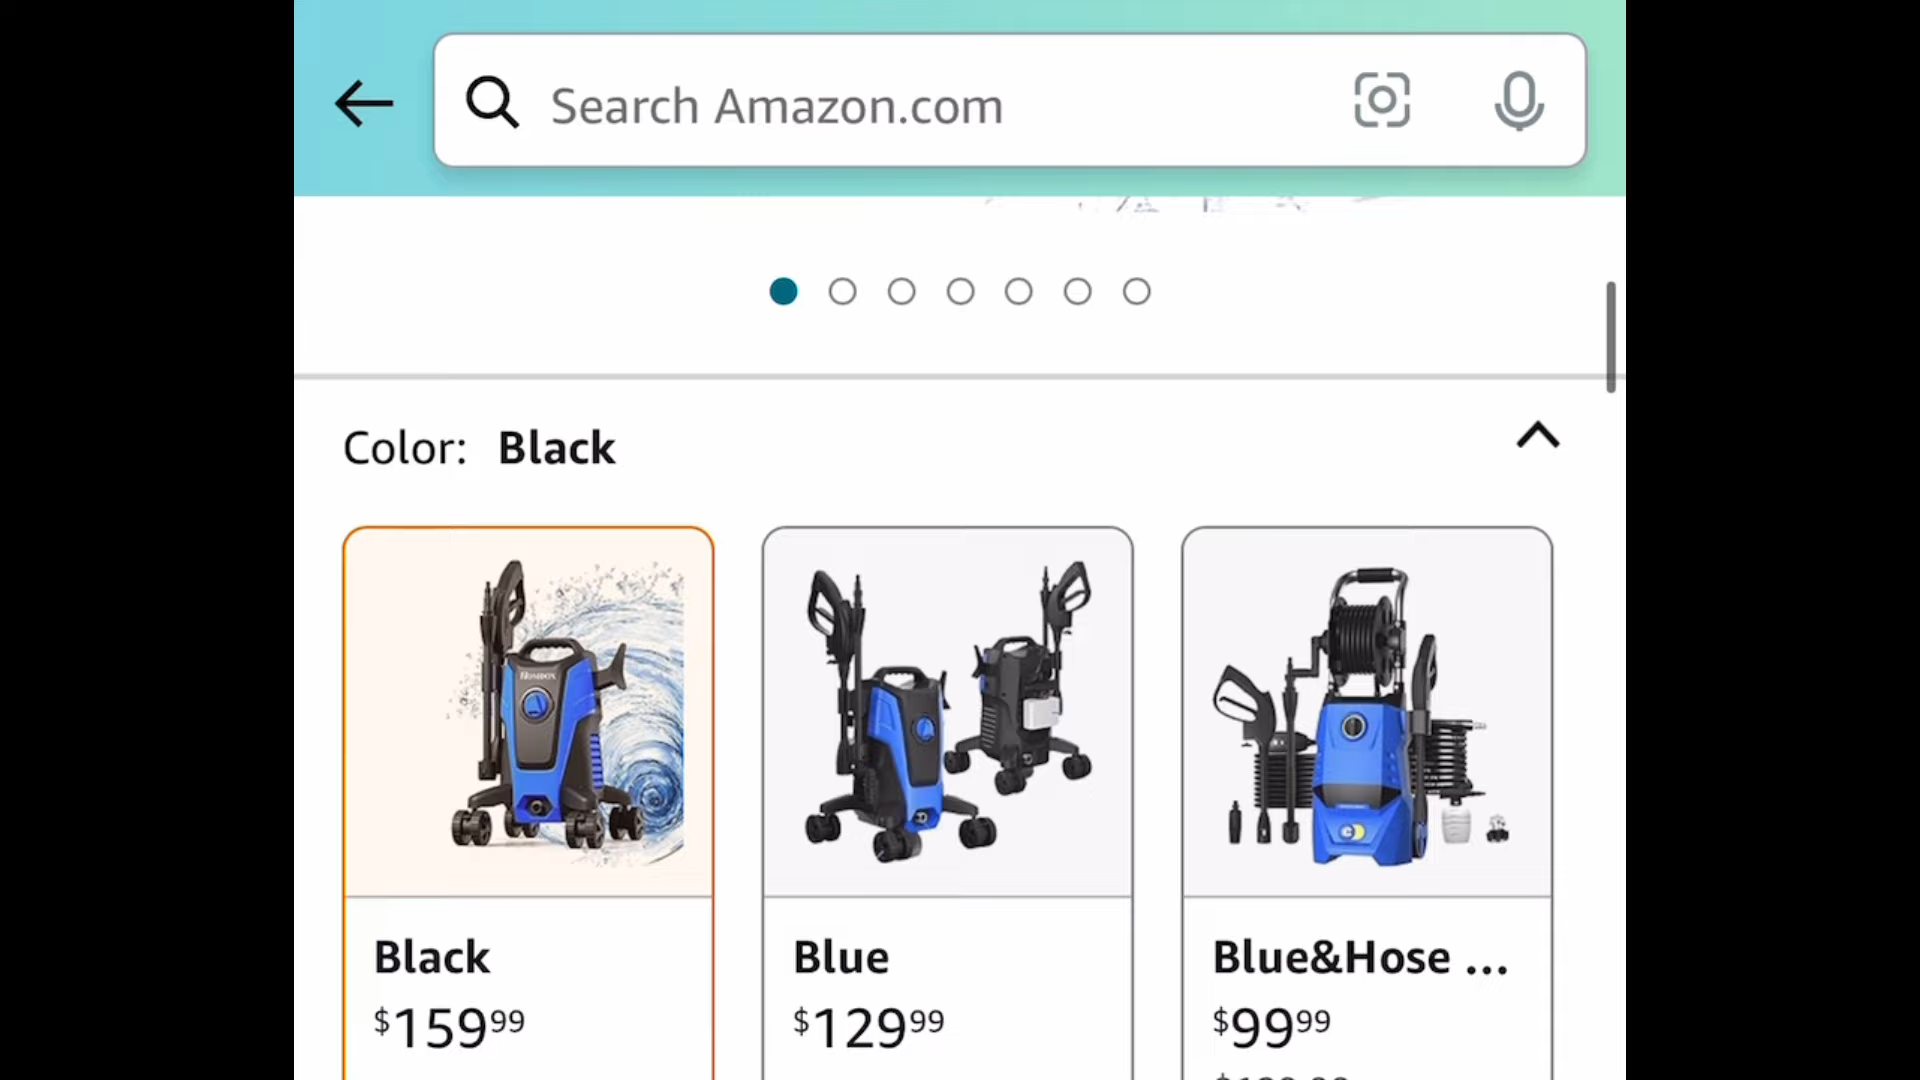 Search Amazon.com
Color: Black
Black
$159.99
Blue
$129.99
Blue&Hose ...
$99.99